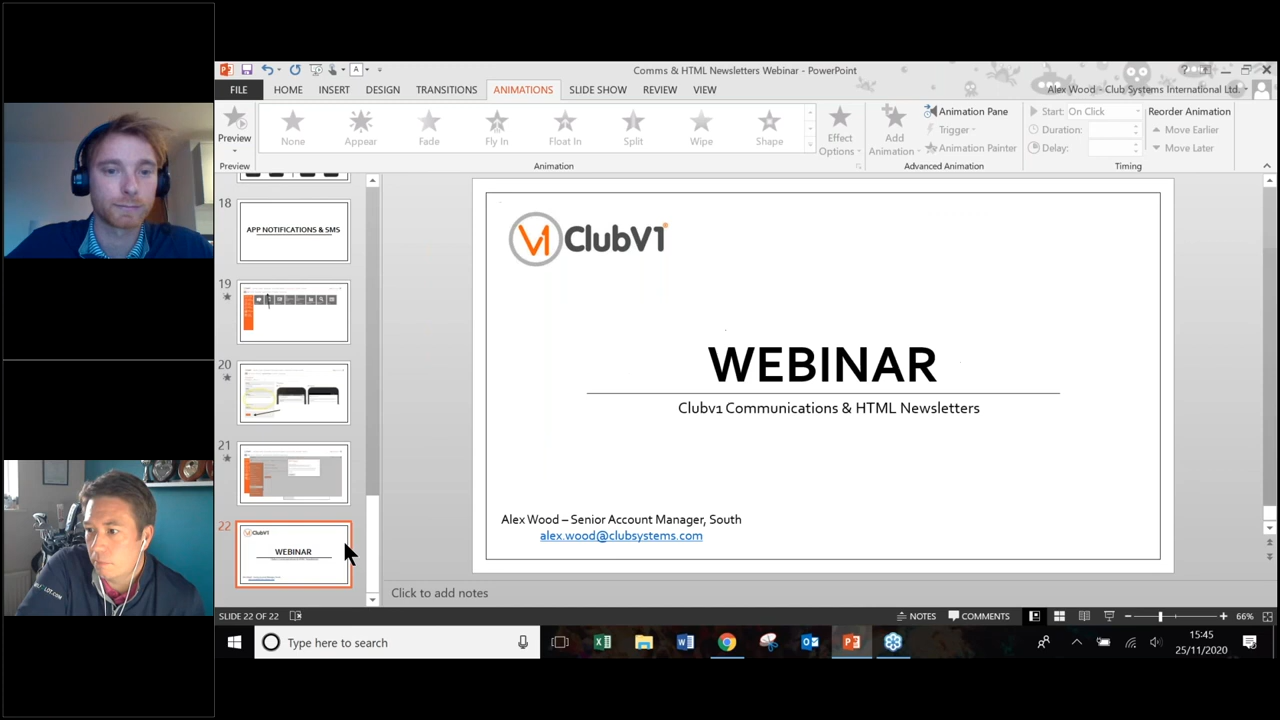 Comms & HTML Newsletters Webinar - PowerPoint
FILE HOME INSERT DESIGN TRANSITIONS ANIMATIONS SLIDE SHOW REVIEW VIEW
Alex Wood - Club Systems International Ltd.
Preview
Preview
None Appear Fade Fly In Float In Split Wipe Shape
Animation
Effect
Options
Add
Animation
Animation Pane
Trigger
Animation Painter
Advanced Animation
Start: On Click
Duration:
Delay:
Timing
Reorder Animation
Move Earlier
Move Later
18
APP NOTIFICATIONS & SMS
19
20
21
22
ClubV1
WEBINAR
V1 ClubV1
WEBINAR
Clubv1 Communications & HTML Newsletters
Alex Wood – Senior Account Manager, South
alex.wood@clubsystems.com
Click to add notes
SLIDE 22 OF 22
NOTES COMMENTS 66%
Type here to search
15:45
25/11/2020